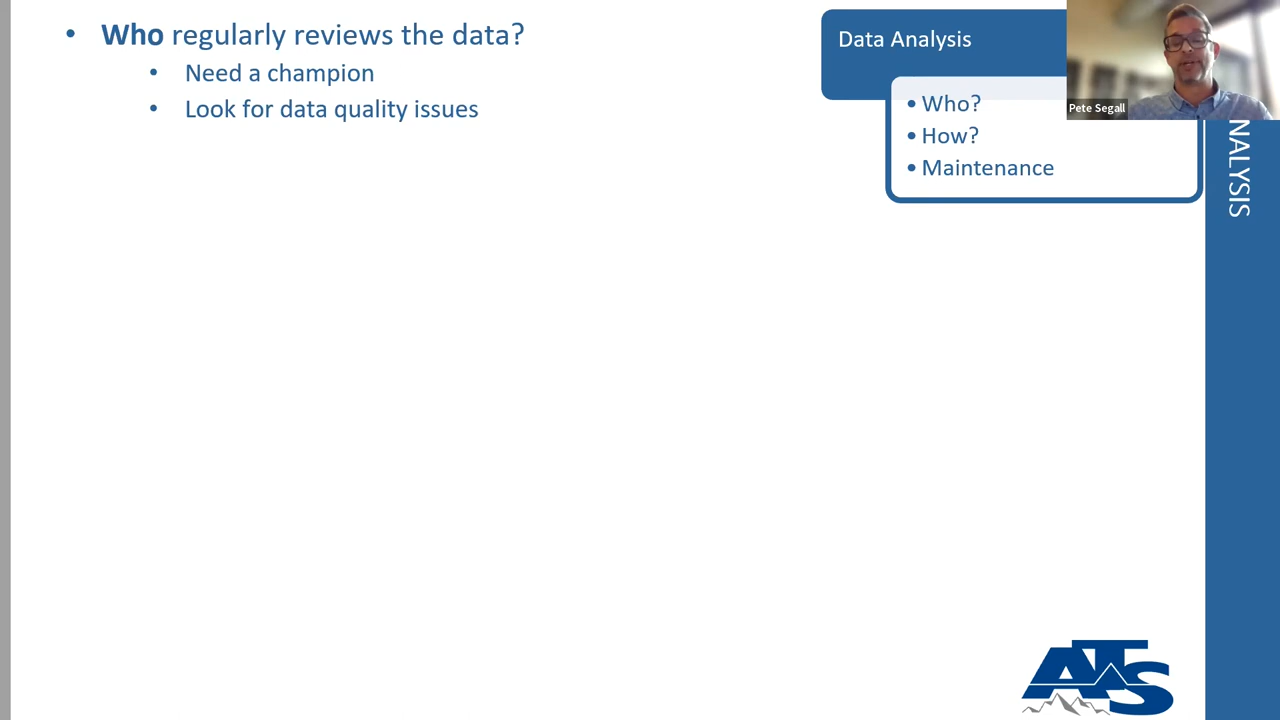 • Who regularly reviews the data?
• Need a champion
• Look for data quality issues
Data Analysis
• Who?
• How?
• Maintenance
Pete Segall
NALYSIS
ATS